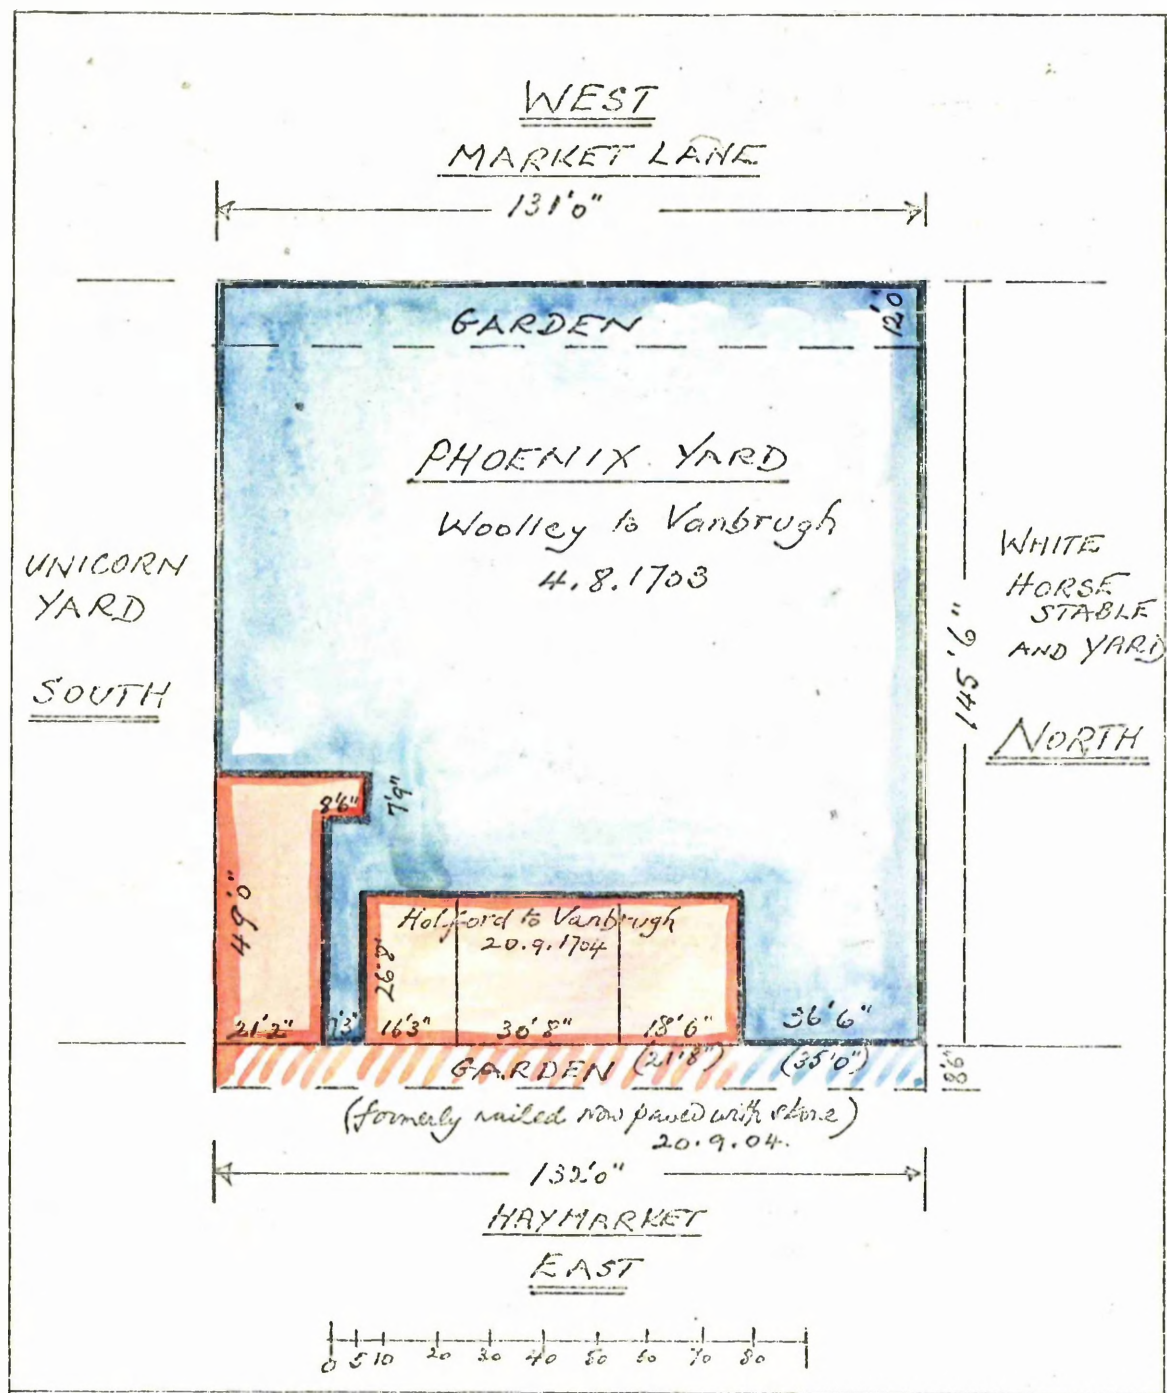 WEST
MARKET LANE
131'0"
GARDEN
12'0
PHOENIX YARD
Woolley to Vanbrugh
4.8.1703
UNICORN
YARD
SOUTH
WHITE
HORSE
STABLE
AND YARD
NORTH
145'6"
8'6"
7'9"
49'0"
Holford to Vanbrugh
20.9.1704
26'8"
21'2" 7'3" 16'3" 30'8" 18'6" 36'6"
GARDEN (21'8") (35'0")
8'6"
(formerly railed now paved with stone)
20.9.04.
132'0"
HAYMARKET
EAST
0 5 10 20 30 40 50 60 70 80